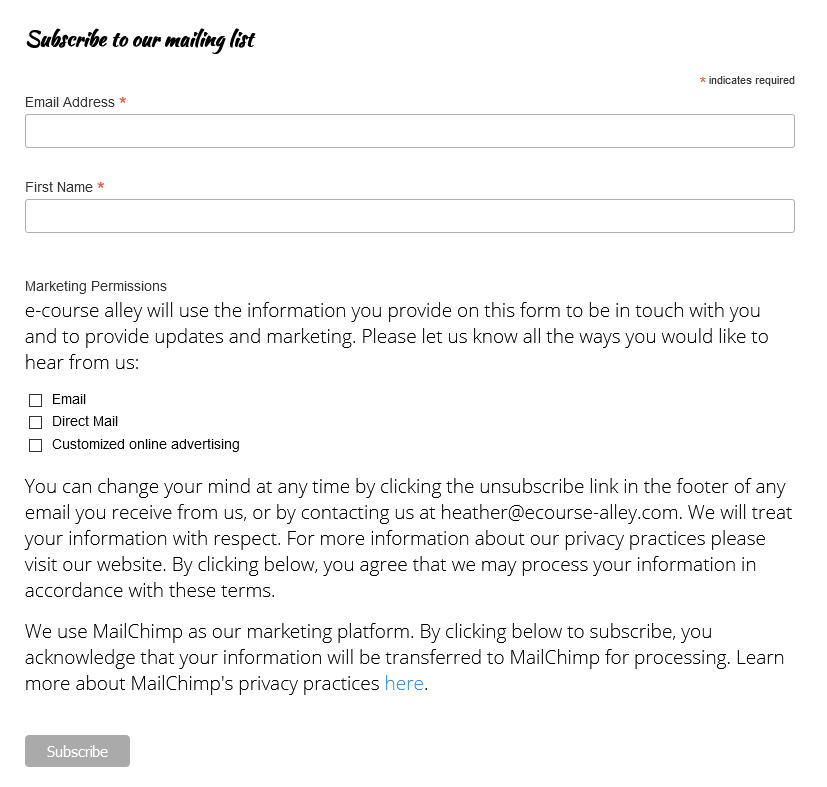 Subscribe to our mailing list
* indicates required
Email Address *
First Name *
Marketing Permissions
e-course alley will use the information you provide on this form to be in touch with you
and to provide updates and marketing. Please let us know all the ways you would like to
hear from us:
Email
Direct Mail
Customized online advertising
You can change your mind at any time by clicking the unsubscribe link in the footer of any
email you receive from us, or by contacting us at heather@ecourse-alley.com. We will treat
your information with respect. For more information about our privacy practices please
visit our website. By clicking below, you agree that we may process your information in
accordance with these terms.
We use MailChimp as our marketing platform. By clicking below to subscribe, you
acknowledge that your information will be transferred to MailChimp for processing. Learn
more about MailChimp's privacy practices here.
Subscribe